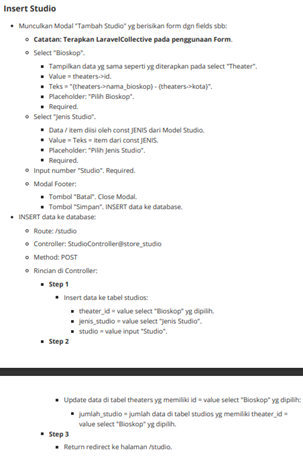 Insert Studio
Munculkan Modal "Tambah Studio" yg berisikan form dgn fields sbb:
Catatan: Terapkan LaravelCollective pada penggunaan Form.
Select "Bioskop".
Tampilkan data yg sama seperti yg diterapkan pada select "Theater".
Value = theaters->id.
Teks = "{theaters->nama_bioskop} - {theaters->kota}".
Placeholder: "Pilih Bioskop".
Required.
Select "Jenis Studio".
Data / item diisi oleh const JENIS dari Model Studio.
Value = Teks = item dari const JENIS.
Placeholder: "Pilih Jenis Studio".
Required.
Input number "Studio". Required.
Modal Footer:
Tombol "Batal". Close Modal.
Tombol "Simpan". INSERT data ke database.
INSERT data ke database:
Route: /studio
Controller: StudioController@store_studio
Method: POST
Rincian di Controller:
Step 1
Insert data ke tabel studios:
theater_id = value select "Bioskop" yg dipilih.
jenis_studio = value select "Jenis Studio".
studio = value input "Studio".
Step 2
Update data di tabel theaters yg memiliki id = value select "Bioskop" yg dipilih:
jumlah_studio = jumlah data di tabel studios yg memiliki theater_id =
value select "Bioskop" yg dipilih.
Step 3
Return redirect ke halaman /studio.